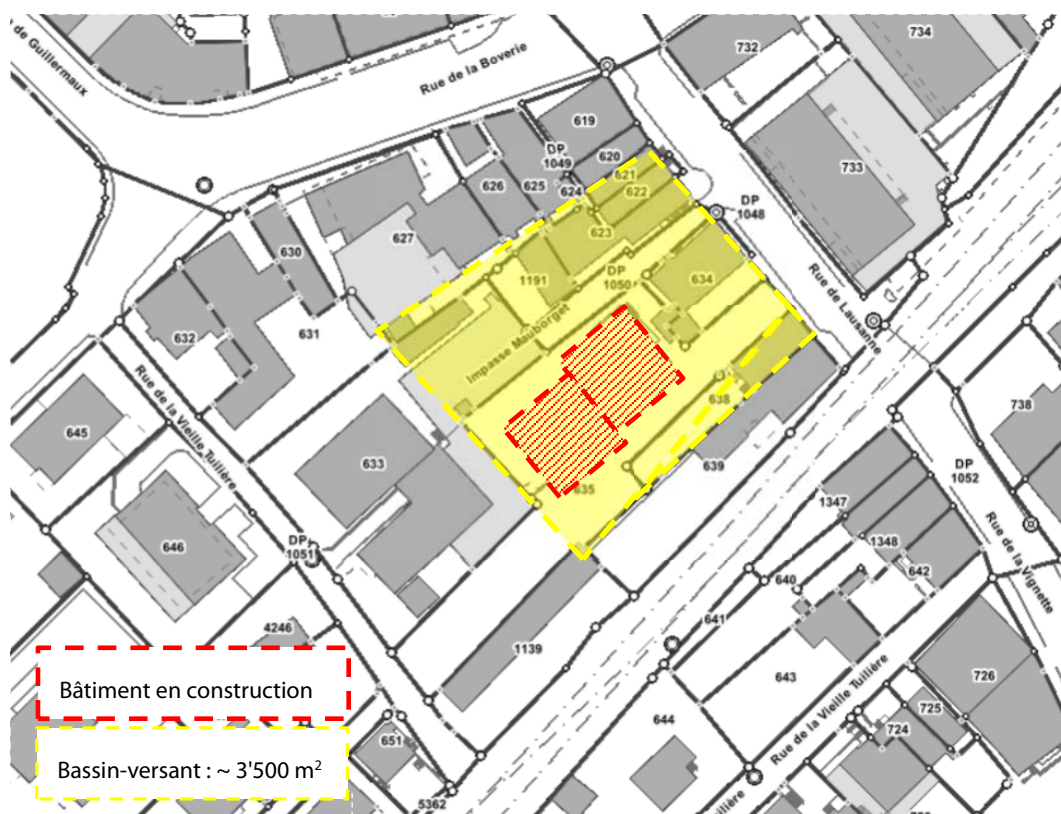 de Guillermaux
Rue de la Boverie
732
734
619
DP
1049
620
621
622
626
625
624
733
DP
1048
630
627
623
1191
DP
1050
634
632
631
Impasse Mauborget
Rue de Lausanne
Rue de la Vieille Tuilière
645
638
738
633
639
DP
1052
635
1347
646
DP
1051
1348
642
Rue de la Vignette
640
641
4246
1139
643
726
Bâtiment en construction
Rue de la Vieille Tuilière
644
725
724
651
Bassin-versant : ~ 3'500 m²
Tuilière
5362